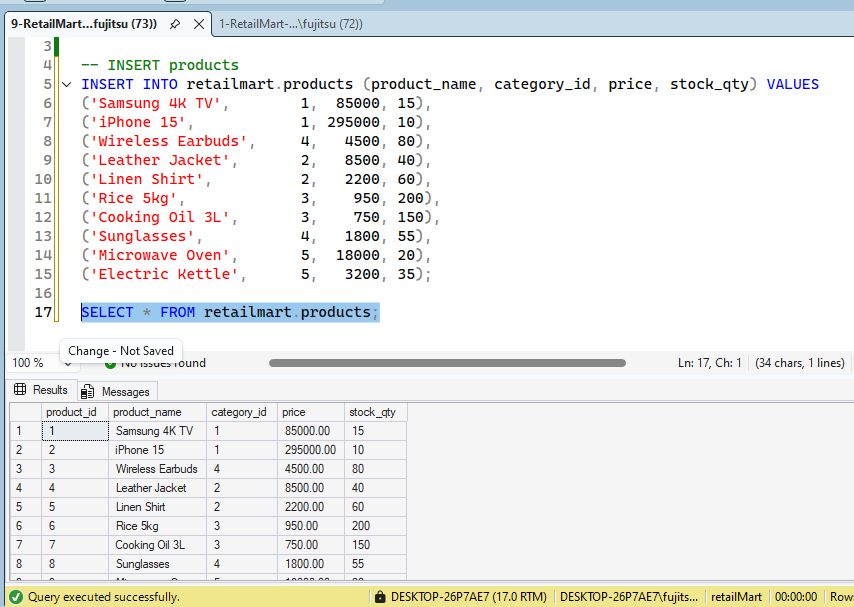 9-RetailMart...fujitsu (73)) 1-RetailMart-...\fujitsu (72))
3
4 -- INSERT products
5 INSERT INTO retailmart.products (product_name, category_id, price, stock_qty) VALUES
6 ('Samsung 4K TV', 1, 85000, 15),
7 ('iPhone 15', 1, 295000, 10),
8 ('Wireless Earbuds', 4, 4500, 80),
9 ('Leather Jacket', 2, 8500, 40),
10 ('Linen Shirt', 2, 2200, 60),
11 ('Rice 5kg', 3, 950, 200),
12 ('Cooking Oil 3L', 3, 750, 150),
13 ('Sunglasses', 4, 1800, 55),
14 ('Microwave Oven', 5, 18000, 20),
15 ('Electric Kettle', 5, 3200, 35);
16
17 SELECT * FROM retailmart.products;
Change - Not Saved
100 % No issues found Ln: 17, Ch: 1 (34 chars, 1 lines)
Results Messages
product_id product_name category_id price stock_qty
1 1 Samsung 4K TV 1 85000.00 15
2 2 iPhone 15 1 295000.00 10
3 3 Wireless Earbuds 4 4500.00 80
4 4 Leather Jacket 2 8500.00 40
5 5 Linen Shirt 2 2200.00 60
6 6 Rice 5kg 3 950.00 200
7 7 Cooking Oil 3L 3 750.00 150
8 8 Sunglasses 4 1800.00 55
Query executed successfully. DESKTOP-26P7AE7 (17.0 RTM) DESKTOP-26P7AE7\fujits... retailMart 00:00:00 Rows